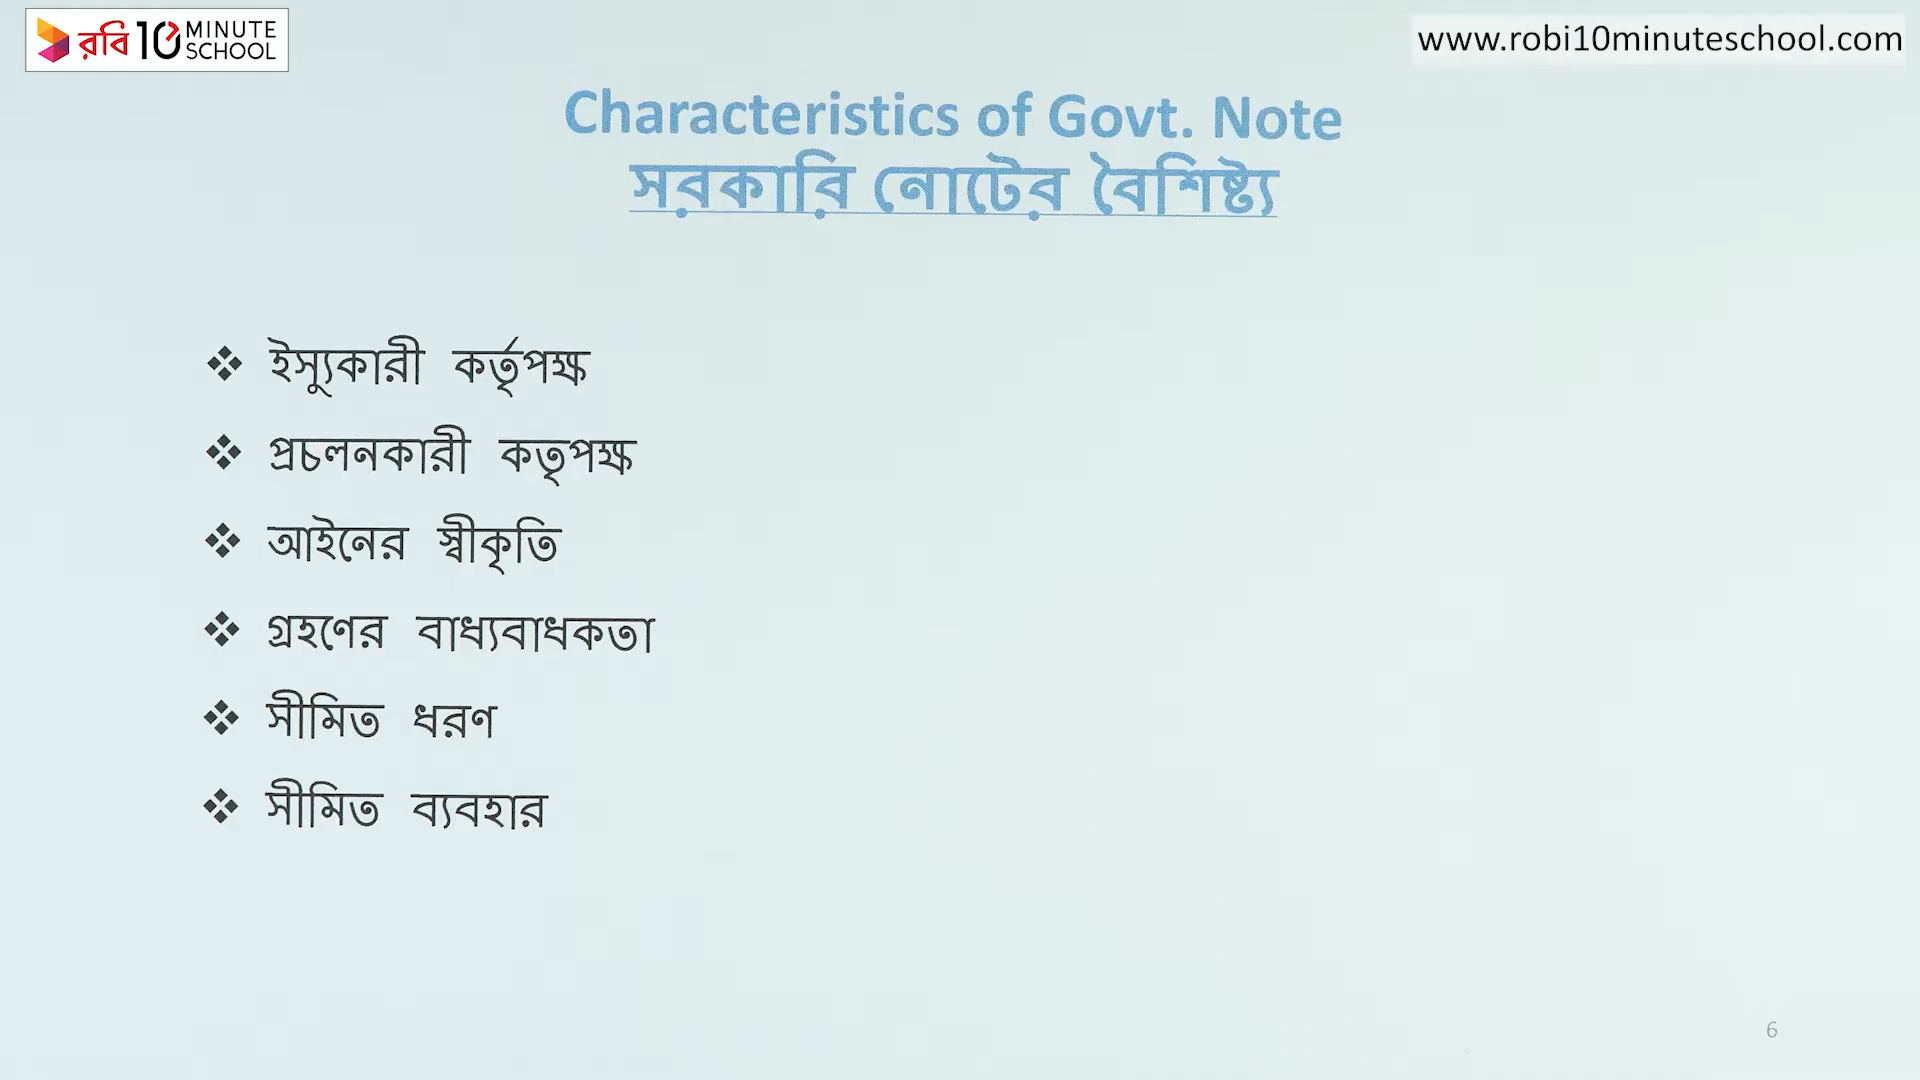 রবি 10 MINUTE SCHOOL
www.robi10minuteschool.com
Characteristics of Govt. Note
সরকারি নোটের বৈশিষ্ট্য
❖ ইস্যুকারী কর্তৃপক্ষ
❖ প্রচলনকারী কতৃপক্ষ
❖ আইনের স্বীকৃতি
❖ গ্রহণের বাধ্যবাধকতা
❖ সীমিত ধরণ
❖ সীমিত ব্যবহার
6